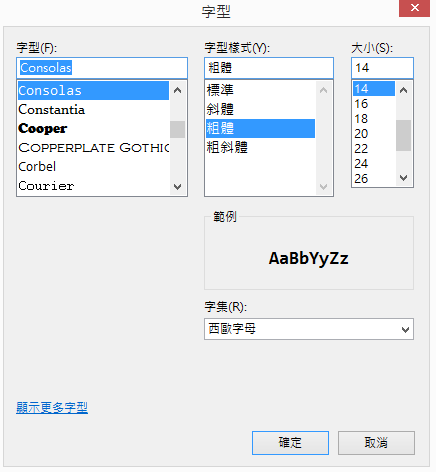 字型
字型(F):
Consolas
Consolas
Constantia
Cooper
COPPERPLATE GOTHIC
Corbel
Courier
字型樣式(Y):
粗體
標準
斜體
粗體
粗斜體
大小(S):
14
14
16
18
20
22
24
26
範例
AaBbYyZz
字集(R):
西歐字母
顯示更多字型
確定
取消